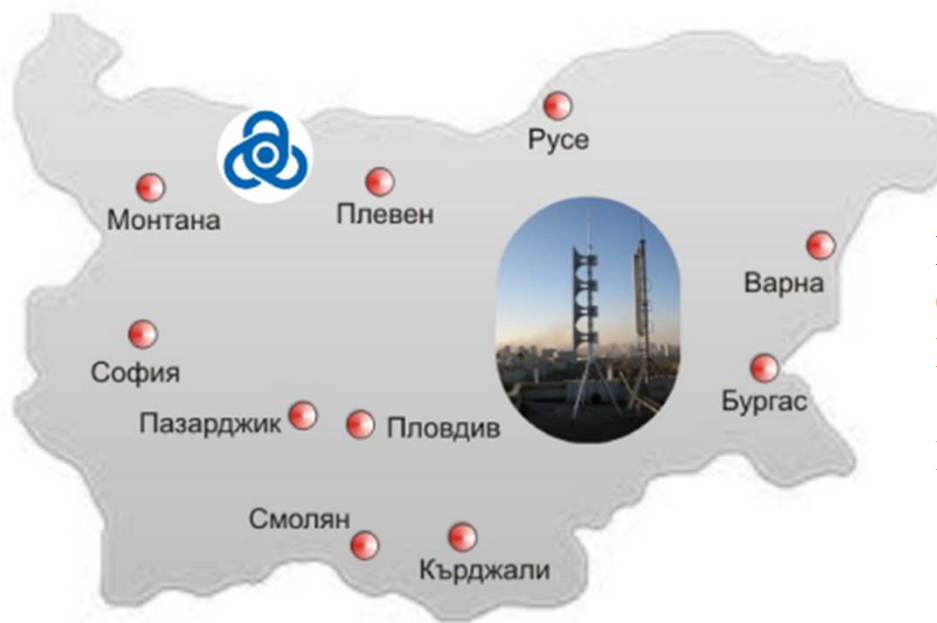 Русе
Монтана
Плевен
Варна
София
Бургас
Пазарджик
Пловдив
Смолян
Кърджали